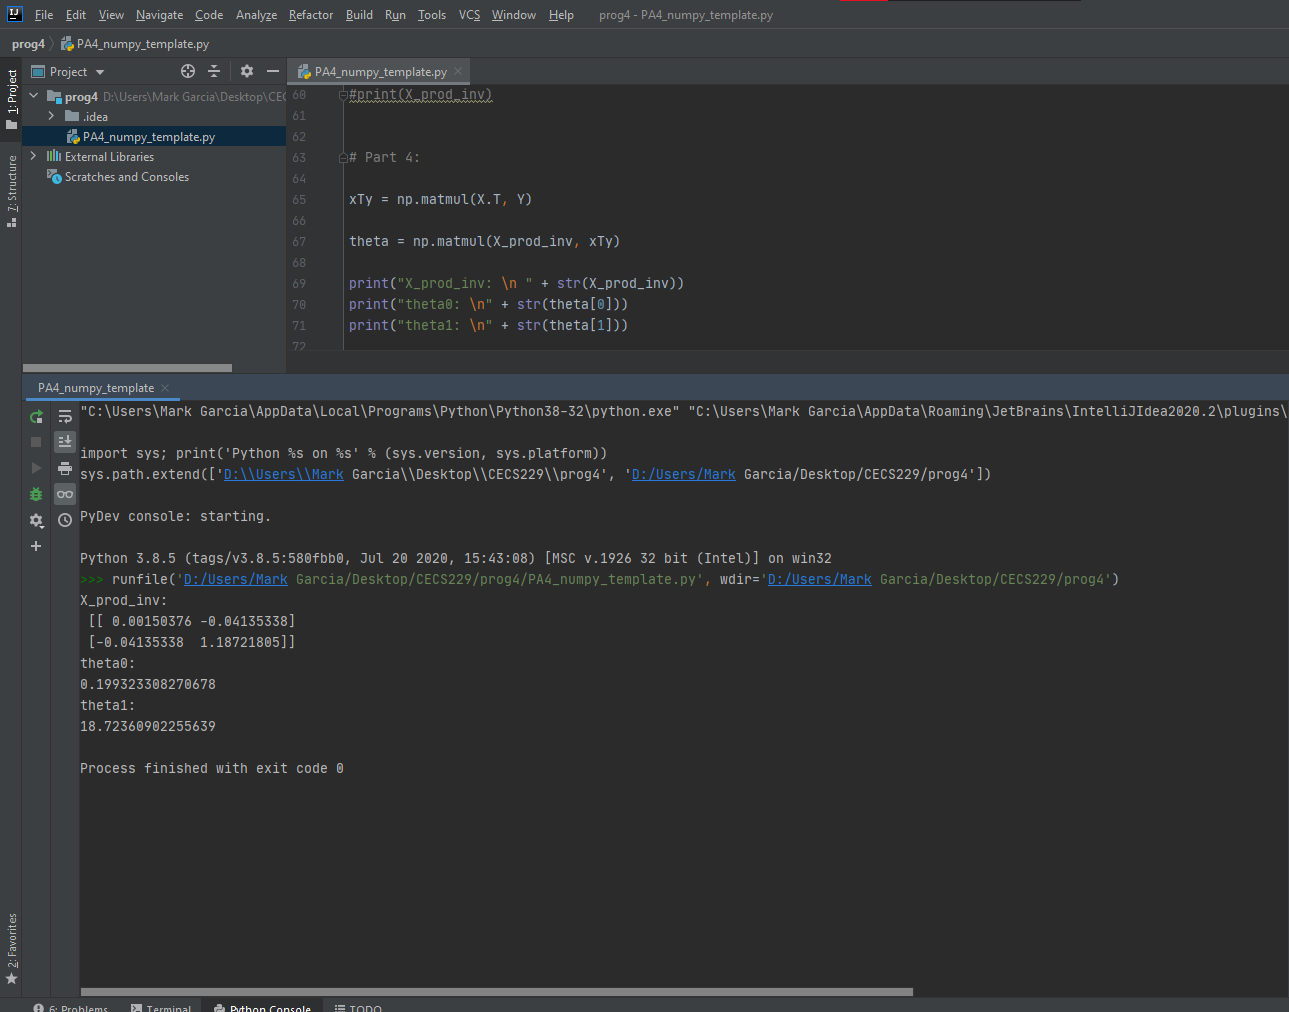 File Edit View Navigate Code Analyze Refactor Build Run Tools VCS Window Help prog4 - PA4_numpy_template.py
prog4 PA4_numpy_template.py
1: Project
7: Structure
2: Favorites
Project
prog4 D:\Users\Mark Garcia\Desktop\CEC
.idea
PA4_numpy_template.py
External Libraries
Scratches and Consoles
PA4_numpy_template.py
60 #print(X_prod_inv)
61
62
63 # Part 4:
64
65 xTy = np.matmul(X.T, Y)
66
67 theta = np.matmul(X_prod_inv, xTy)
68
69 print("X_prod_inv: \n " + str(X_prod_inv))
70 print("theta0: \n" + str(theta[0]))
71 print("theta1: \n" + str(theta[1]))
72
PA4_numpy_template
"C:\Users\Mark Garcia\AppData\Local\Programs\Python\Python38-32\python.exe" "C:\Users\Mark Garcia\AppData\Roaming\JetBrains\IntelliJIdea2020.2\plugins\
import sys; print('Python %s on %s' % (sys.version, sys.platform))
sys.path.extend(['D:\\Users\\Mark Garcia\\Desktop\\CECS229\\prog4', 'D:/Users/Mark Garcia/Desktop/CECS229/prog4'])
PyDev console: starting.
Python 3.8.5 (tags/v3.8.5:580fbb0, Jul 20 2020, 15:43:08) [MSC v.1926 32 bit (Intel)] on win32
>>> runfile('D:/Users/Mark Garcia/Desktop/CECS229/prog4/PA4_numpy_template.py', wdir='D:/Users/Mark Garcia/Desktop/CECS229/prog4')
X_prod_inv:
 [[ 0.00150376 -0.04135338]
 [-0.04135338  1.18721805]]
theta0:
0.199323308270678
theta1:
18.72360902255639
Process finished with exit code 0
6: Problems Terminal Python Console TODO